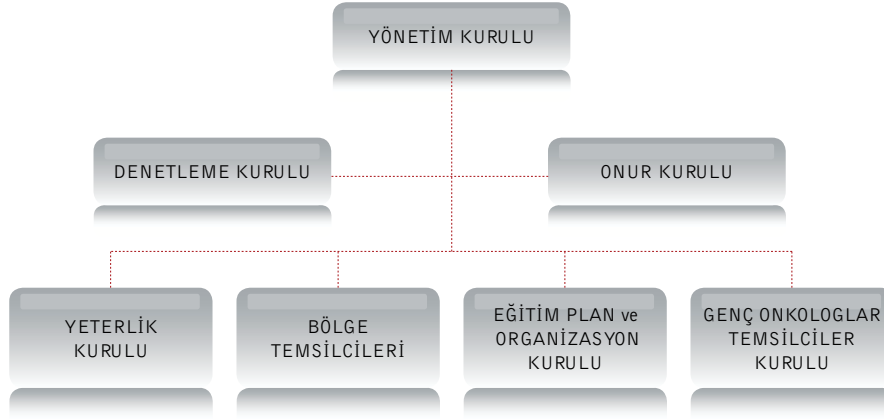 YÖNETİM KURULU
DENETLEME KURULU
ONUR KURULU
YETERLİK
KURULU
BÖLGE
TEMSİLCİLERİ
EĞİTİM PLAN ve
ORGANİZASYON
KURULU
GENÇ ONKOLOGLAR
TEMSİLCİLER
KURULU